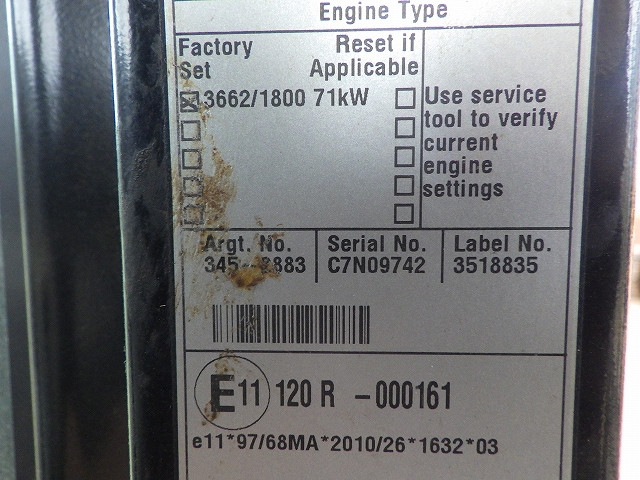 Engine Type
Factory Set
Reset if Applicable
3662/1800 71kW
Use service
tool to verify
current
engine
settings
Argt. No.
Serial No.
Label No.
C7N09742
3518835
E11 120 R -000161
e11*97/68MA*2010/26*1632*03